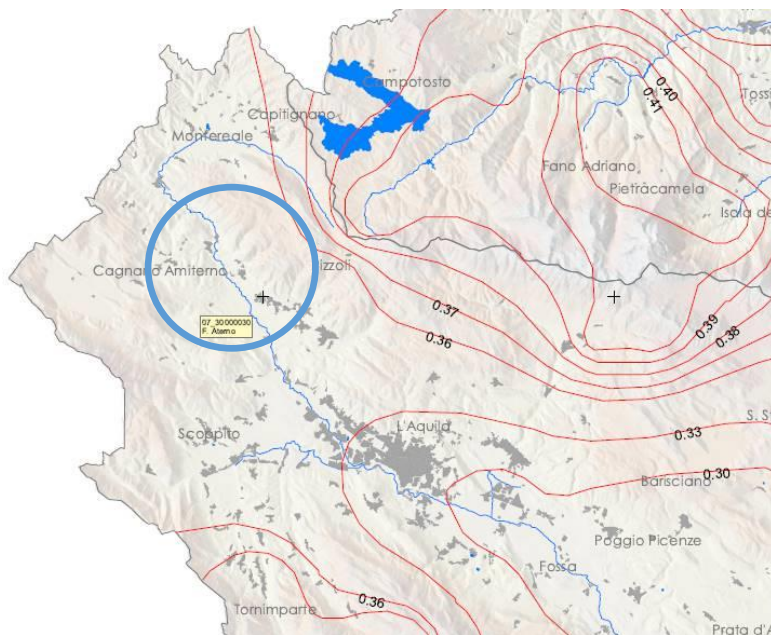 Campotosto
0.40
Tossi
0.41
Capitignano
Montereale
Fano Adriano
Pietracamela
Isola de
Cagnano Amiterno
izzoli
0.37
07_30000030
F. Aterno
0.36
0.39
0.38
S. S
L'Aquila
0.33
Scoppito
0.30
Barisciano
Poggio Picenze
Fossa
0.36
Tornimparte
Prata d'A